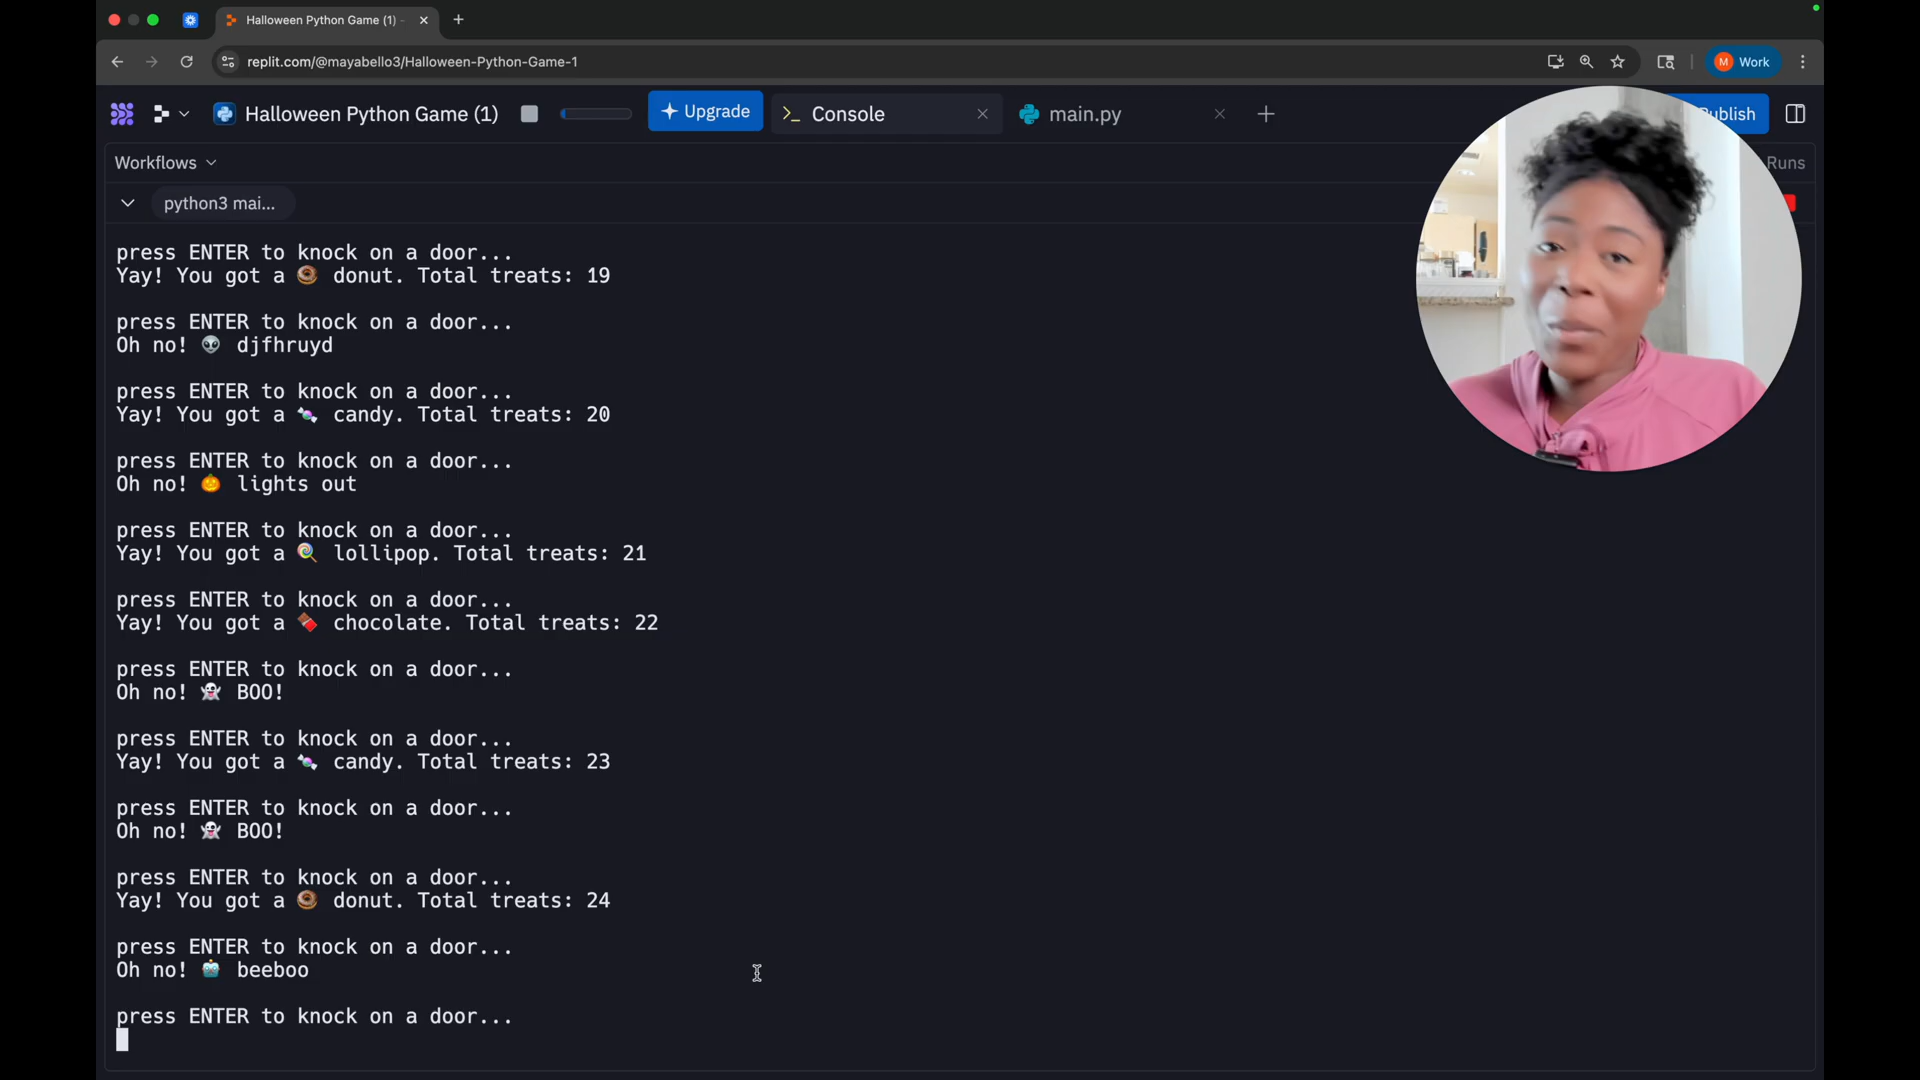 Halloween Python Game (1) -
replit.com/@mayabello3/Halloween-Python-Game-1
M Work
Halloween Python Game (1)
Upgrade
Console
main.py
Publish
Workflows
Runs
python3 mai...
press ENTER to knock on a door...
Yay! You got a 🍩 donut. Total treats: 19
press ENTER to knock on a door...
Oh no! 👽 djfhruyd
press ENTER to knock on a door...
Yay! You got a 🍬 candy. Total treats: 20
press ENTER to knock on a door...
Oh no! 🎃 lights out
press ENTER to knock on a door...
Yay! You got a 🍭 lollipop. Total treats: 21
press ENTER to knock on a door...
Yay! You got a 🍫 chocolate. Total treats: 22
press ENTER to knock on a door...
Oh no! 👻 BOO!
press ENTER to knock on a door...
Yay! You got a 🍬 candy. Total treats: 23
press ENTER to knock on a door...
Oh no! 👻 BOO!
press ENTER to knock on a door...
Yay! You got a 🍩 donut. Total treats: 24
press ENTER to knock on a door...
Oh no! 🤖 beeboo
press ENTER to knock on a door...